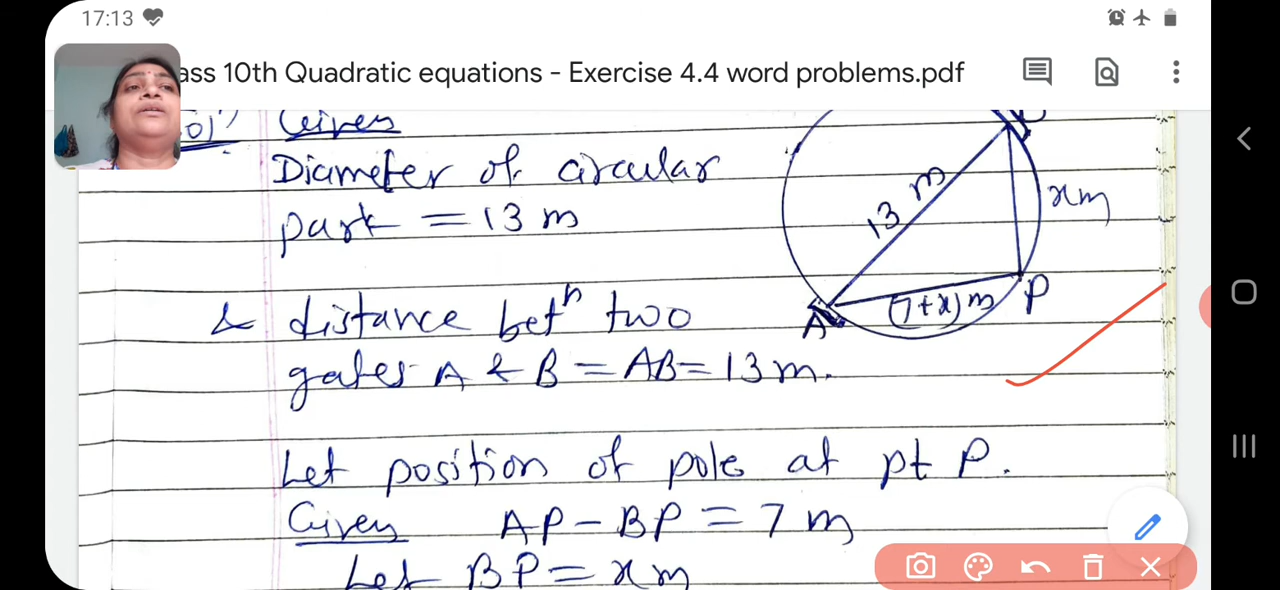 17:13
ass 10th Quadratic equations - Exercise 4.4 word problems.pdf
Given
Diameter of circular
park = 13 m
& distance betⁿ two
gates A & B = AB = 13 m.
Let position of pole at pt P.
Given AP - BP = 7 m
Let BP = x m
13 m
x m
A
(7+x) m
P